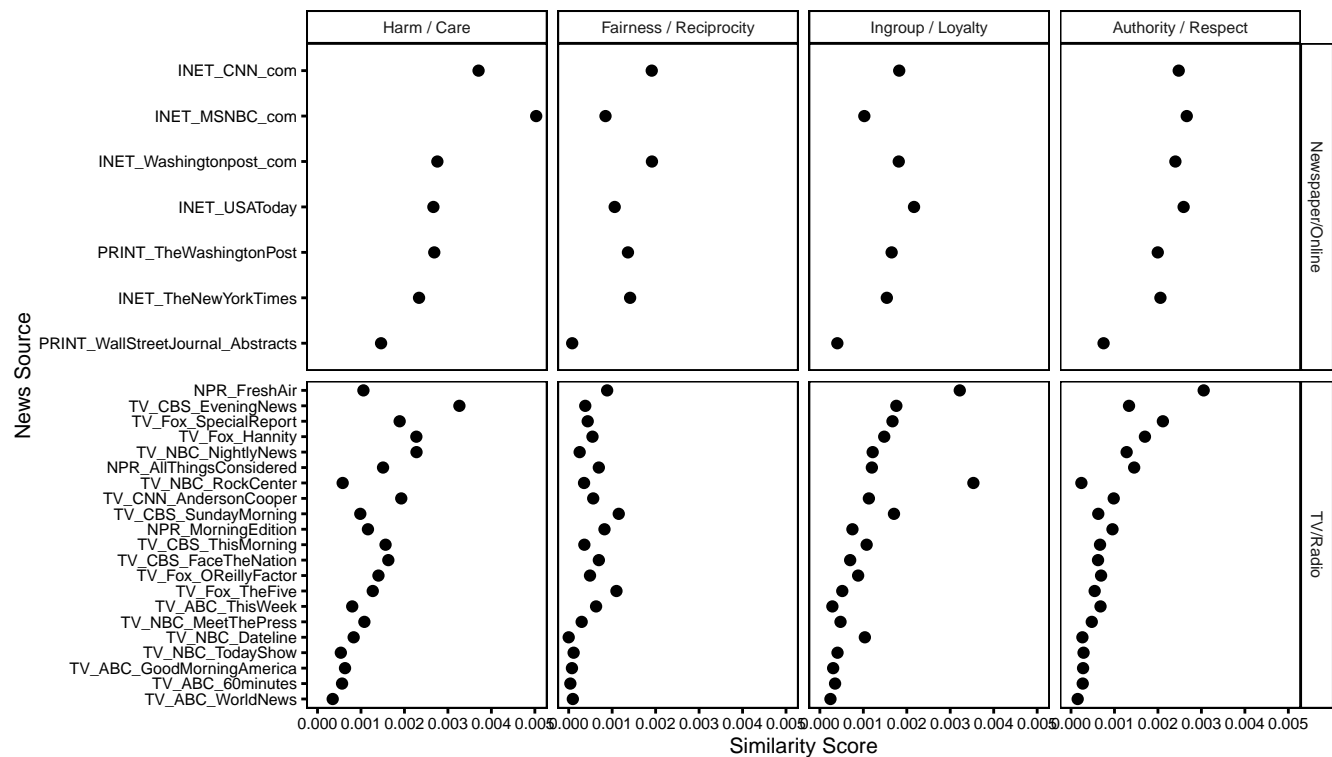 Harm / Care
Fairness / Reciprocity
Ingroup / Loyalty
Authority / Respect
INET_CNN_com
INET_MSNBC_com
INET_Washingtonpost_com
INET_USAToday
PRINT_TheWashingtonPost
INET_TheNewYorkTimes
PRINT_WallStreetJournal_Abstracts
Newspaper/Online
NPR_FreshAir
TV_CBS_EveningNews
TV_Fox_SpecialReport
TV_Fox_Hannity
TV_NBC_NightlyNews
NPR_AllThingsConsidered
TV_NBC_RockCenter
TV_CNN_AndersonCooper
TV_CBS_SundayMorning
NPR_MorningEdition
TV_CBS_ThisMorning
TV_CBS_FaceTheNation
TV_Fox_OReillyFactor
TV_Fox_TheFive
TV_ABC_ThisWeek
TV_NBC_MeetThePress
TV_NBC_Dateline
TV_NBC_TodayShow
TV_ABC_GoodMorningAmerica
TV_ABC_60minutes
TV_ABC_WorldNews
TV/Radio
News Source
0.000 0.001 0.002 0.003 0.004 0.005
0.000 0.001 0.002 0.003 0.004 0.005
0.000 0.001 0.002 0.003 0.004 0.005
0.000 0.001 0.002 0.003 0.004 0.005
Similarity Score